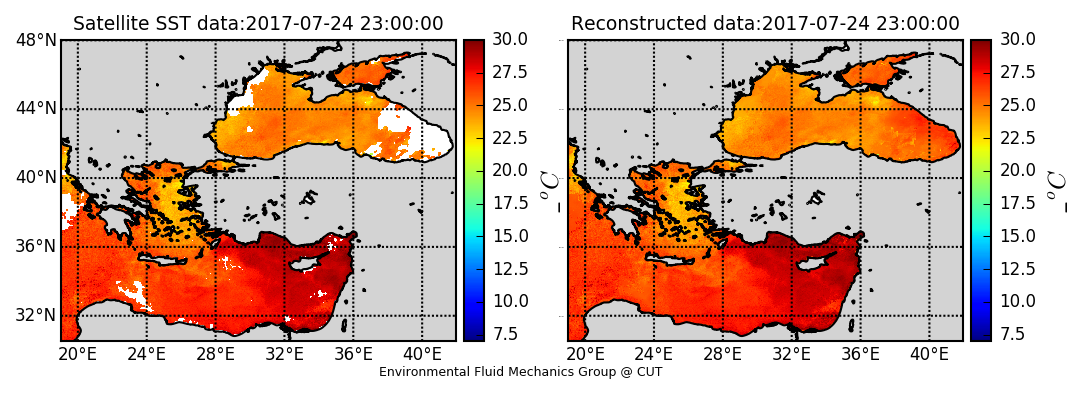 Satellite SST data:2017-07-24 23:00:00
Reconstructed data:2017-07-24 23:00:00
48°N
44°N
40°N
36°N
32°N
20°E 24°E 28°E 32°E 36°E 40°E
30.0
27.5
25.0
22.5
20.0
17.5
15.0
12.5
10.0
7.5
_ °C
20°E 24°E 28°E 32°E 36°E 40°E
30.0
27.5
25.0
22.5
20.0
17.5
15.0
12.5
10.0
7.5
_ °C
Environmental Fluid Mechanics Group @ CUT